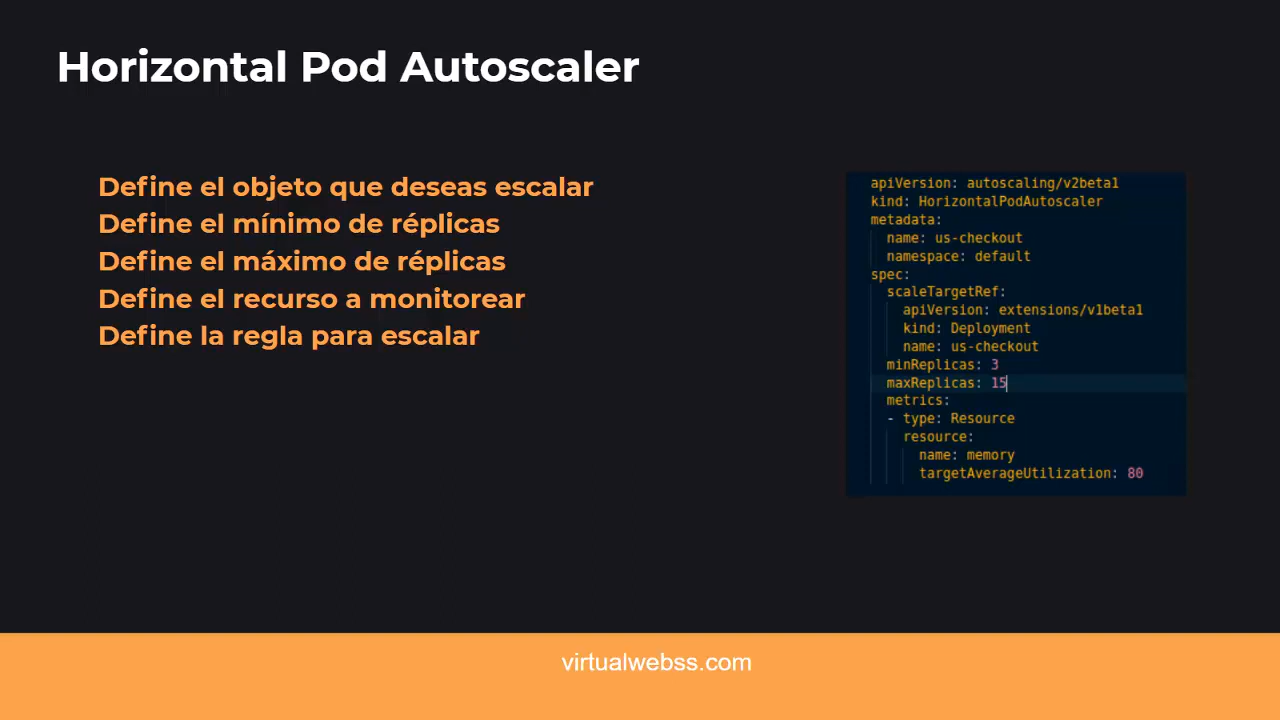 Horizontal Pod Autoscaler
Define el objeto que deseas escalar
Define el mínimo de réplicas
Define el máximo de réplicas
Define el recurso a monitorear
Define la regla para escalar
apiVersion: autoscaling/v2beta1
kind: HorizontalPodAutoscaler
metadata:
  name: us-checkout
  namespace: default
spec:
  scaleTargetRef:
    apiVersion: extensions/v1beta1
    kind: Deployment
    name: us-checkout
  minReplicas: 3
  maxReplicas: 15
  metrics:
  - type: Resource
    resource:
      name: memory
      targetAverageUtilization: 80
virtualwebss.com